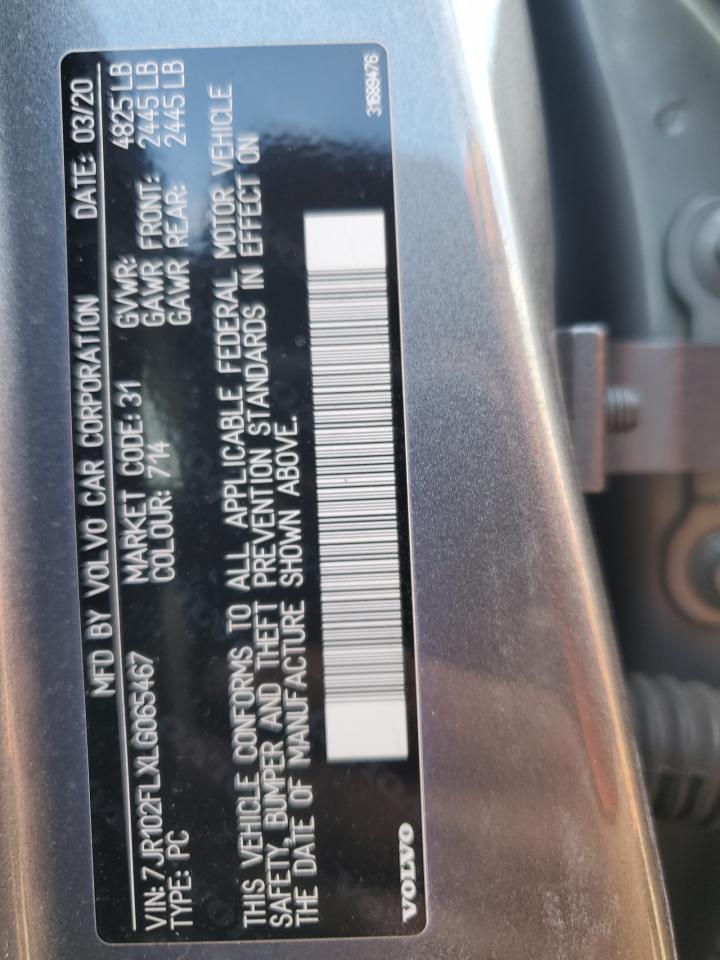 MFD BY VOLVO CAR CORPORATION DATE: 03/20
VIN: 7JR102FLXLG065467 MARKET CODE: 31 GVWR: 4825 LB
TYPE: PC COLOUR: 714 GAWR FRONT: 2445 LB
GAWR REAR: 2445 LB
THIS VEHICLE CONFORMS TO ALL APPLICABLE FEDERAL MOTOR VEHICLE
SAFETY, BUMPER AND THEFT PREVENTION STANDARDS IN EFFECT ON
THE DATE OF MANUFACTURE SHOWN ABOVE.
VOLVO 31689476